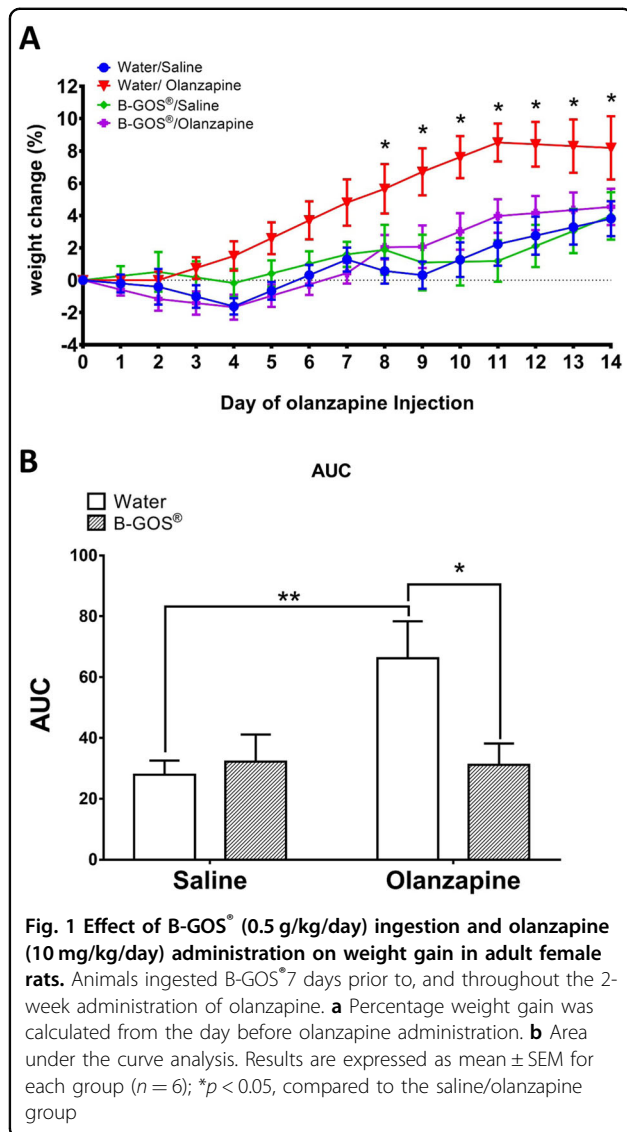 A
Water/Saline
Water/ Olanzapine
B-GOS®/Saline
B-GOS®/Olanzapine
weight change (%)
12
10
8
6
4
2
0
-2
-4
* * * * * * *
0 1 2 3 4 5 6 7 8 9 10 11 12 13 14
Day of olanzapine Injection
B
AUC
Water
B-GOS®
AUC
100
80
60
40
20
0
**
*
Saline Olanzapine
Fig. 1 Effect of B-GOS® (0.5 g/kg/day) ingestion and olanzapine
(10 mg/kg/day) administration on weight gain in adult female
rats. Animals ingested B-GOS®7 days prior to, and throughout the 2-
week administration of olanzapine. a Percentage weight gain was
calculated from the day before olanzapine administration. b Area
under the curve analysis. Results are expressed as mean ± SEM for
each group (n = 6); *p < 0.05, compared to the saline/olanzapine
group